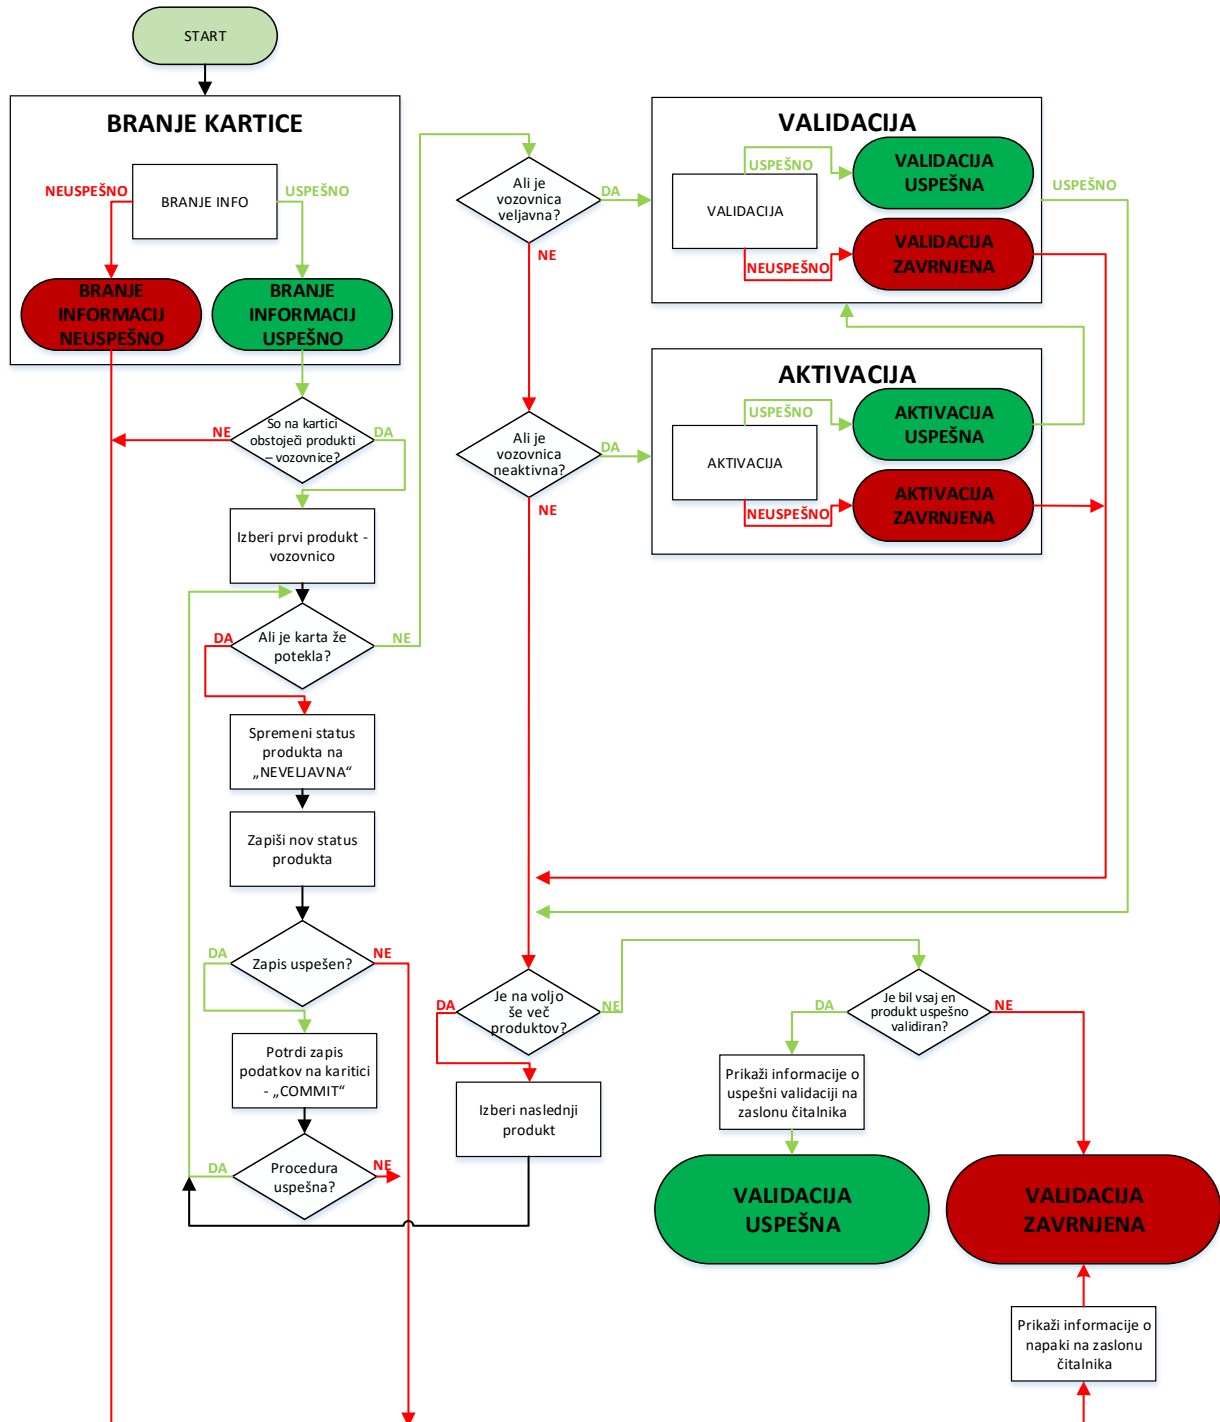 START
BRANJE KARTICE
NEUSPEŠNO
USPEŠNO
BRANJE INFO
BRANJE
INFORMACIJ
NEUSPEŠNO
BRANJE
INFORMACIJ
USPEŠNO
So na kartici
obstoječi produkti
– vozovnice?
NE
DA
Izberi prvi produkt -
vozovnico
Ali je karta že
potekla?
DA
NE
Spremeni status
produkta na
„NEVELJAVNA“
Zapiši nov status
produkta
Zapis uspešen?
DA
NE
Potrdi zapis
podatkov na karitici
- „COMMIT“
Procedura
uspešna?
DA
NE
Ali je
vozovnica
veljavna?
DA
NE
VALIDACIJA
USPEŠNO
VALIDACIJA
NEUSPEŠNO
VALIDACIJA
USPEŠNA
VALIDACIJA
ZAVRNJENA
USPEŠNO
Ali je
vozovnica
neaktivna?
DA
NE
AKTIVACIJA
USPEŠNO
AKTIVACIJA
NEUSPEŠNO
AKTIVACIJA
USPEŠNA
AKTIVACIJA
ZAVRNJENA
Je na voljo
še več
produktov?
DA
NE
Izberi naslednji
produkt
Je bil vsaj en
produkt uspešno
validiran?
DA
NE
Prikaži informacije o
uspešni validaciji na
zaslonu čitalnika
VALIDACIJA
USPEŠNA
VALIDACIJA
ZAVRNJENA
Prikaži informacije o
napaki na zaslonu
čitalnika